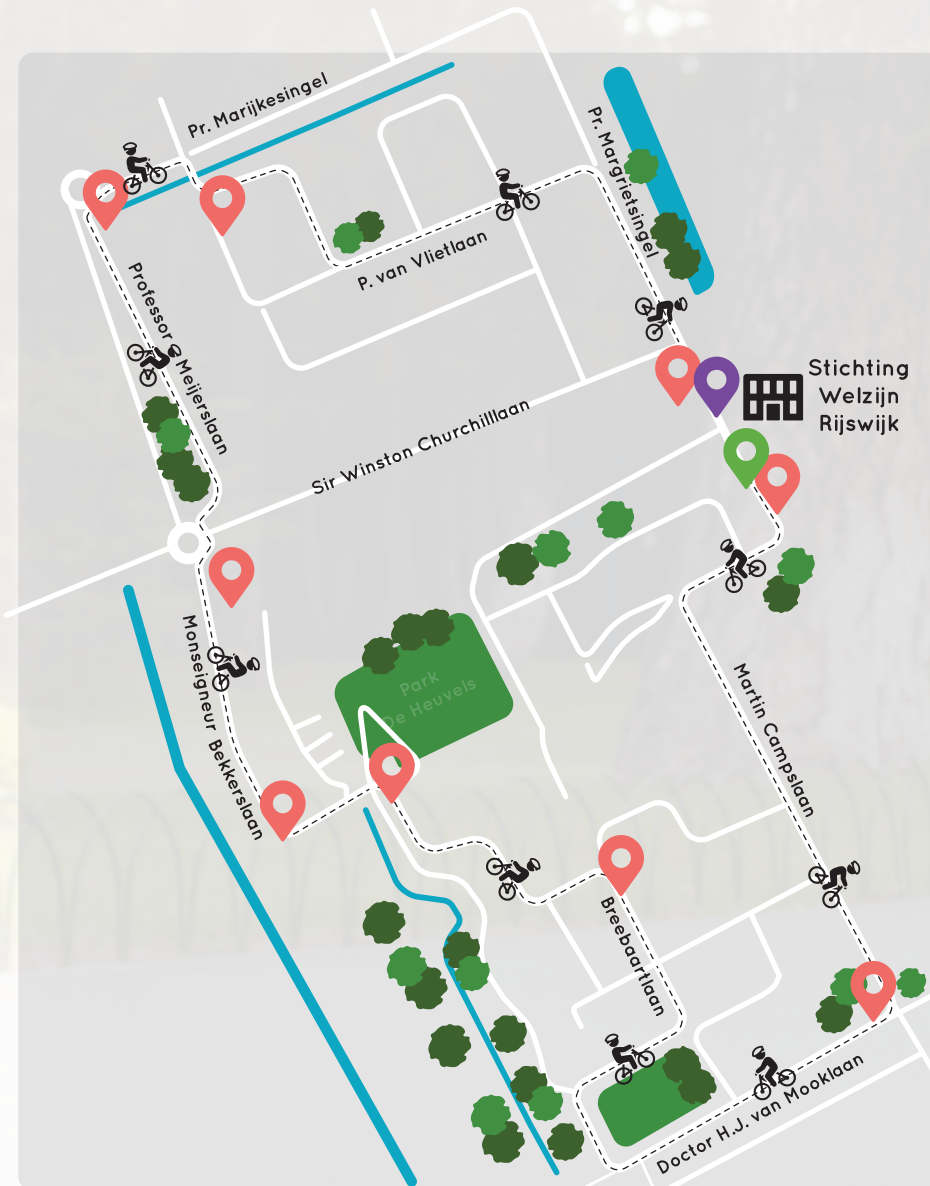 Pr. Marijkesingel
Pr. Margrietsingel
P. van Vlietlaan
Professor Meijerslaan
Stichting
Welzijn
Rijswijk
Sir Winston Churchilllaan
Monseigneur Bekkerslaan
Park
De Heuvels
Martin Campslaan
Breebaartlaan
Doctor H.J. van Mooklaan